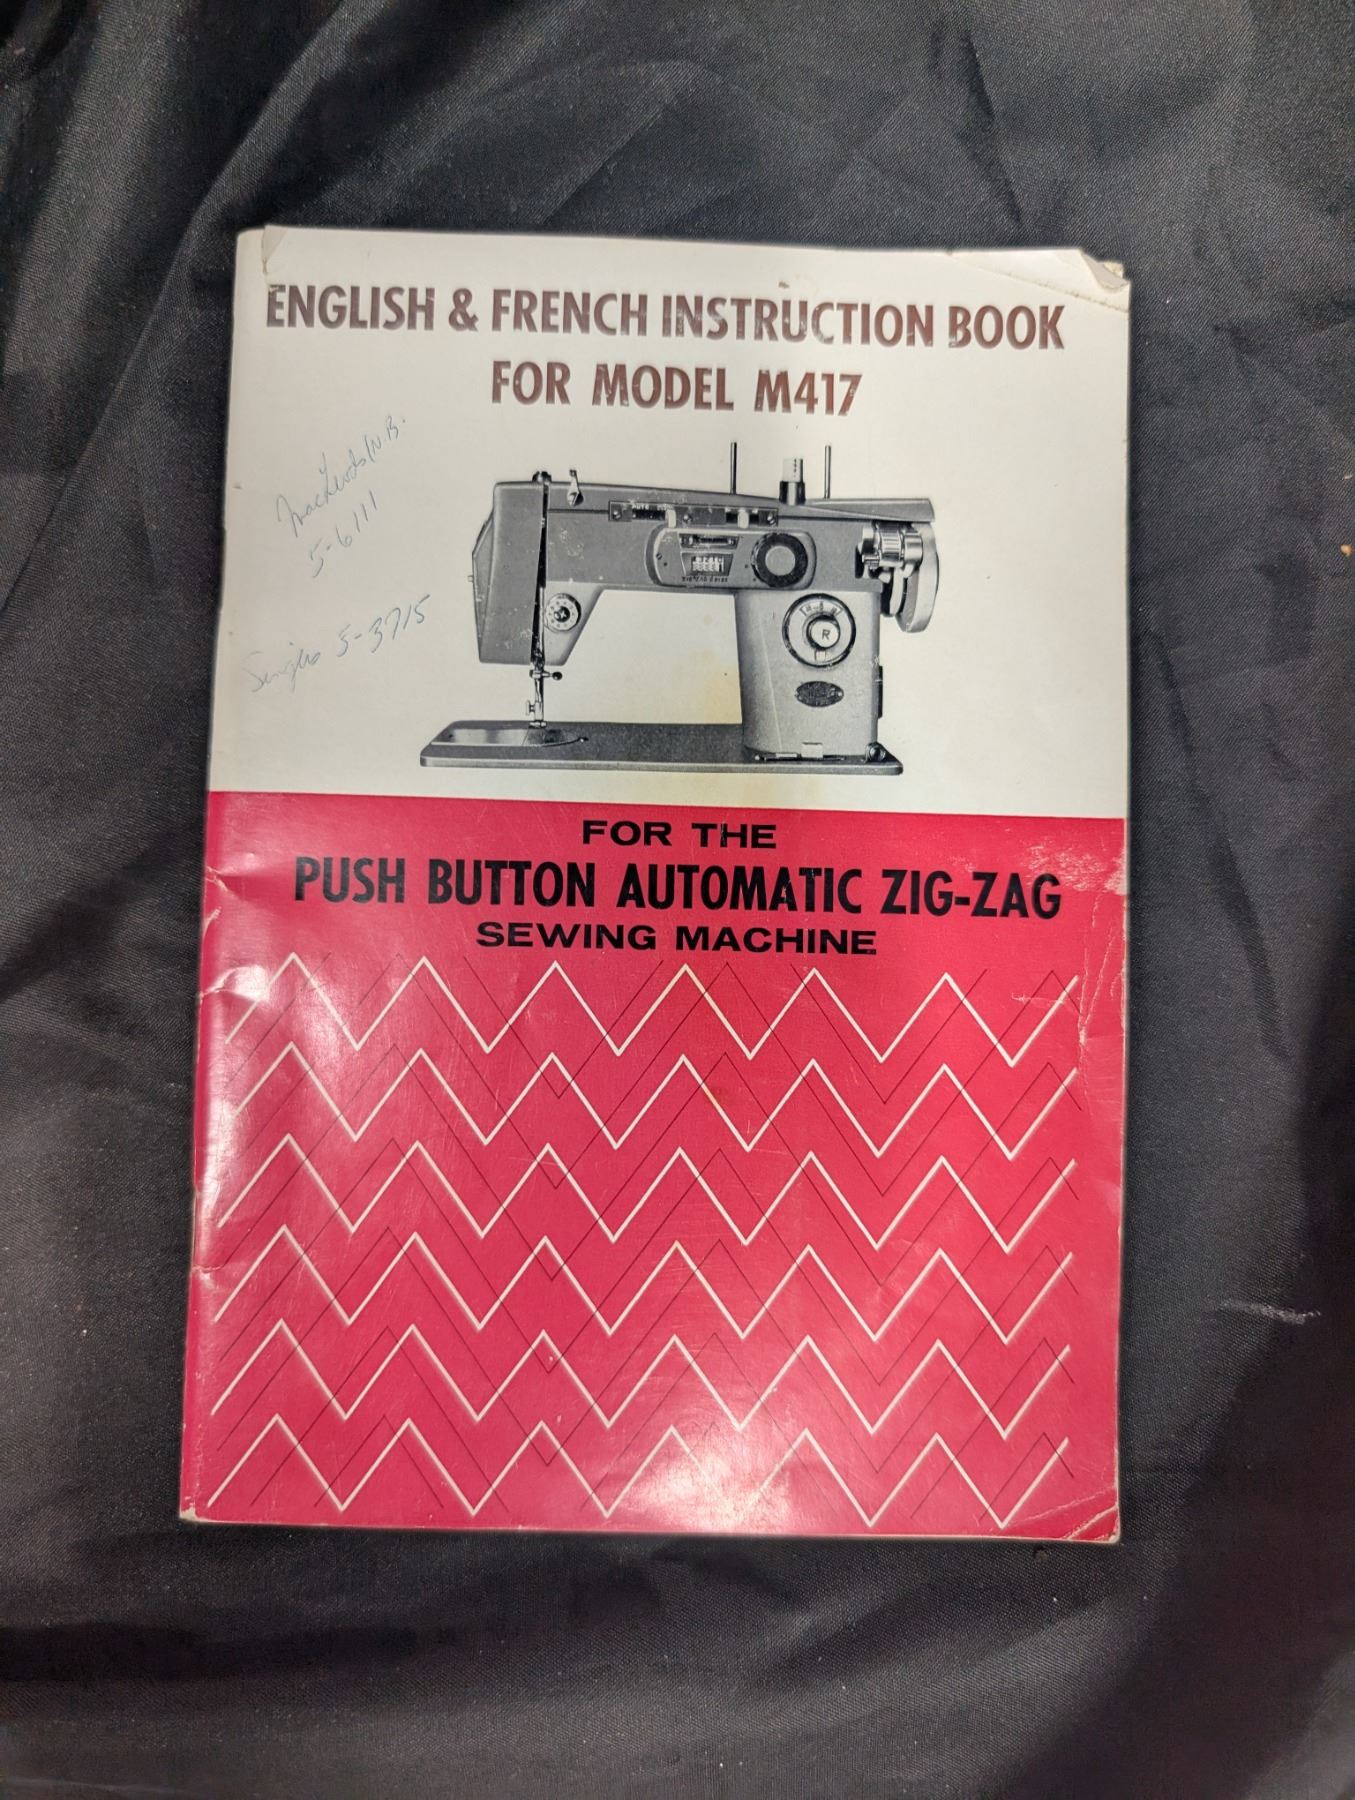 ENGLISH & FRENCH INSTRUCTION BOOK
FOR MODEL M417
N.B.
5-6111
5-3715
AUTO
R
FOR THE
PUSH BUTTON AUTOMATIC ZIG-ZAG
SEWING MACHINE